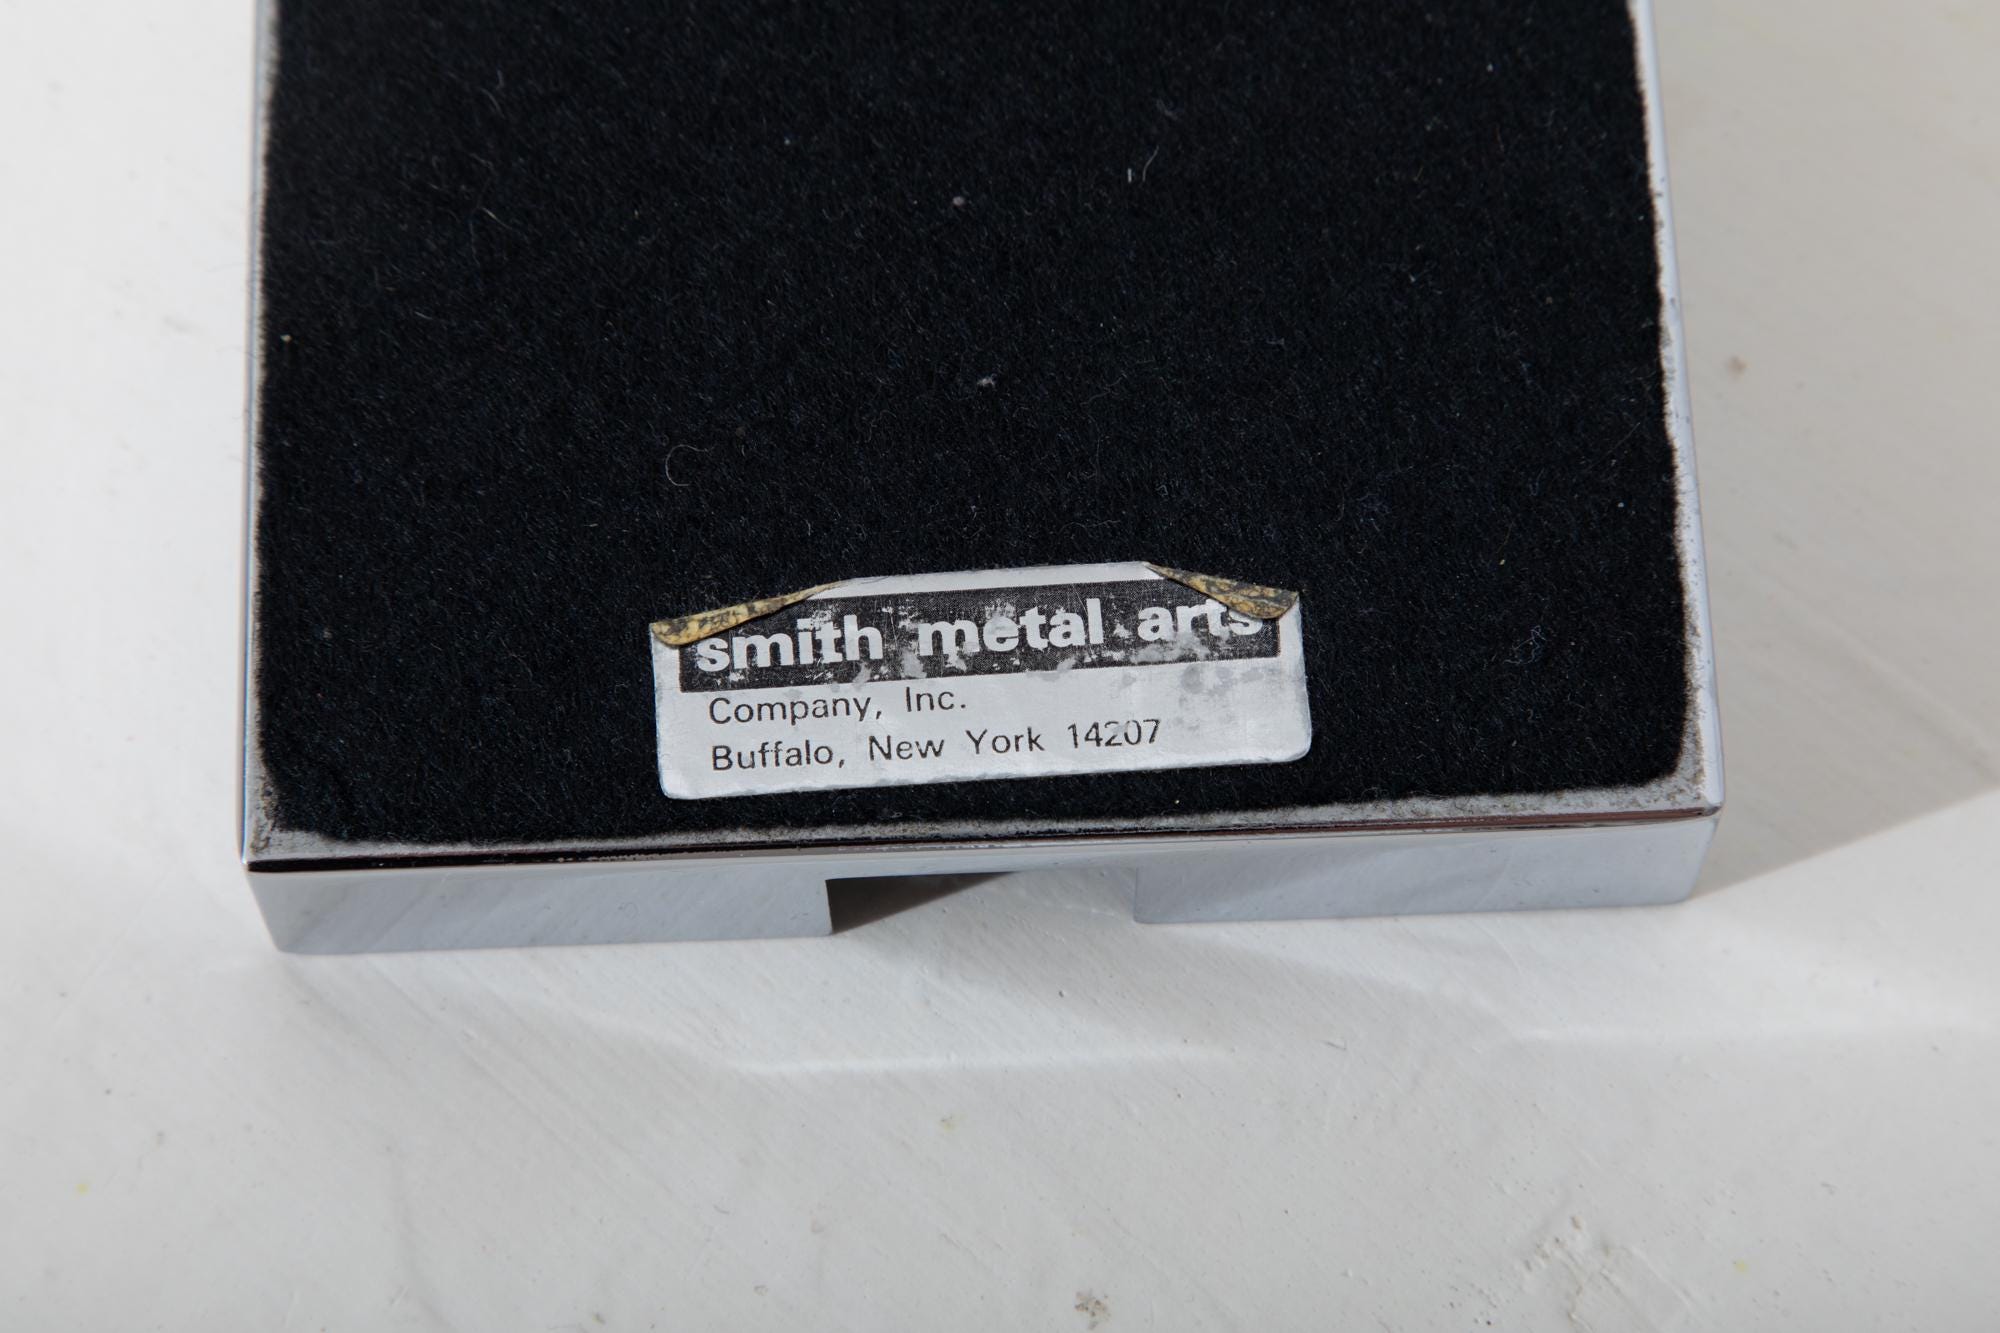 smith metal arts
Company, Inc.
Buffalo, New York 14207